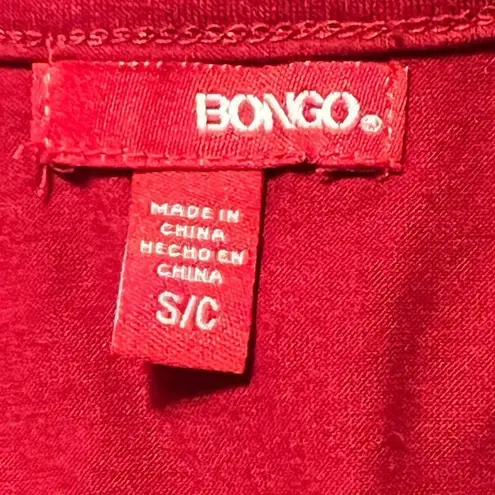 BONGO®
MADE IN
CHINA
HECHO EN
CHINA
S/C